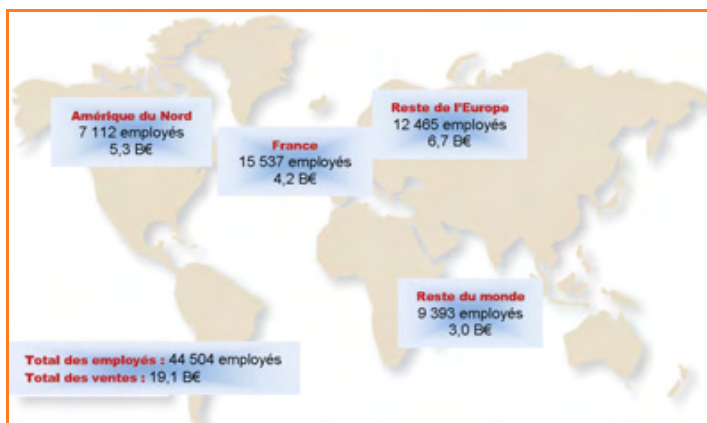 Amérique du Nord
7 112 employés
5,3 B€
France
15 537 employés
4,2 B€
Reste de l'Europe
12 465 employés
6,7 B€
Reste du monde
9 393 employés
3,0 B€
Total des employés : 44 504 employés
Total des ventes : 19,1 B€